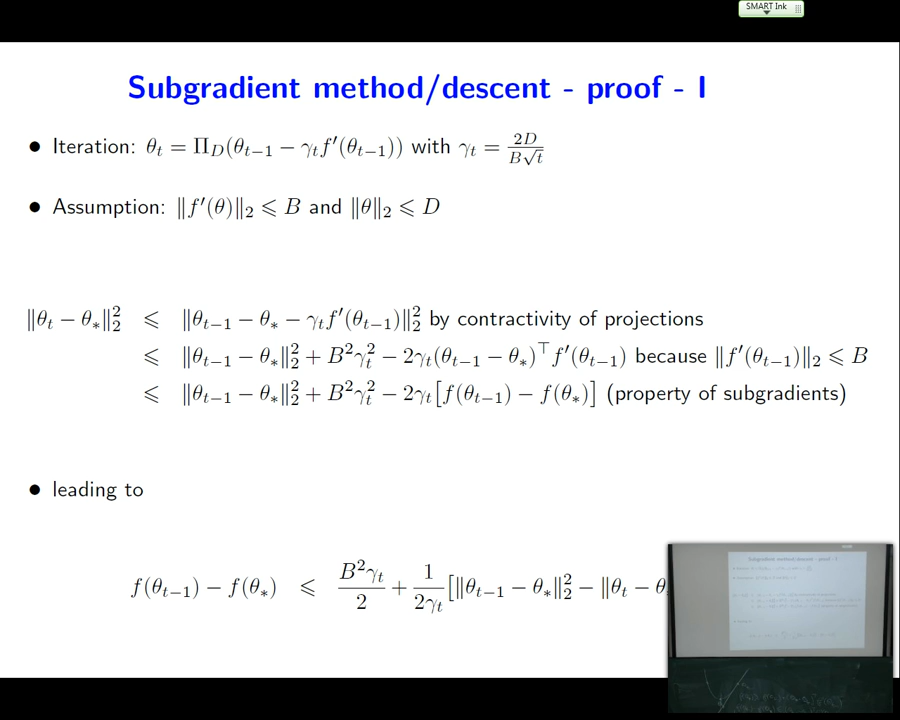 SMART Ink
Subgradient method/descent - proof - I
• Iteration: θ_t = Π_D(θ_{t−1} − γ_t f′(θ_{t−1})) with γ_t = 2D/(B√t)
• Assumption: ‖f′(θ)‖_2 ⩽ B and ‖θ‖_2 ⩽ D
‖θ_t − θ_*‖_2^2 ⩽ ‖θ_{t−1} − θ_* − γ_t f′(θ_{t−1})‖_2^2 by contractivity of projections
⩽ ‖θ_{t−1} − θ_*‖_2^2 + B^2γ_t^2 − 2γ_t(θ_{t−1} − θ_*)^⊤ f′(θ_{t−1}) because ‖f′(θ_{t−1})‖_2 ⩽ B
⩽ ‖θ_{t−1} − θ_*‖_2^2 + B^2γ_t^2 − 2γ_t[f(θ_{t−1}) − f(θ_*)] (property of subgradients)
• leading to
f(θ_{t−1}) − f(θ_*) ⩽ B^2γ_t/2 + 1/(2γ_t)[‖θ_{t−1} − θ_*‖_2^2 − ‖θ_t − θ
Subgradient method/descent - proof - I